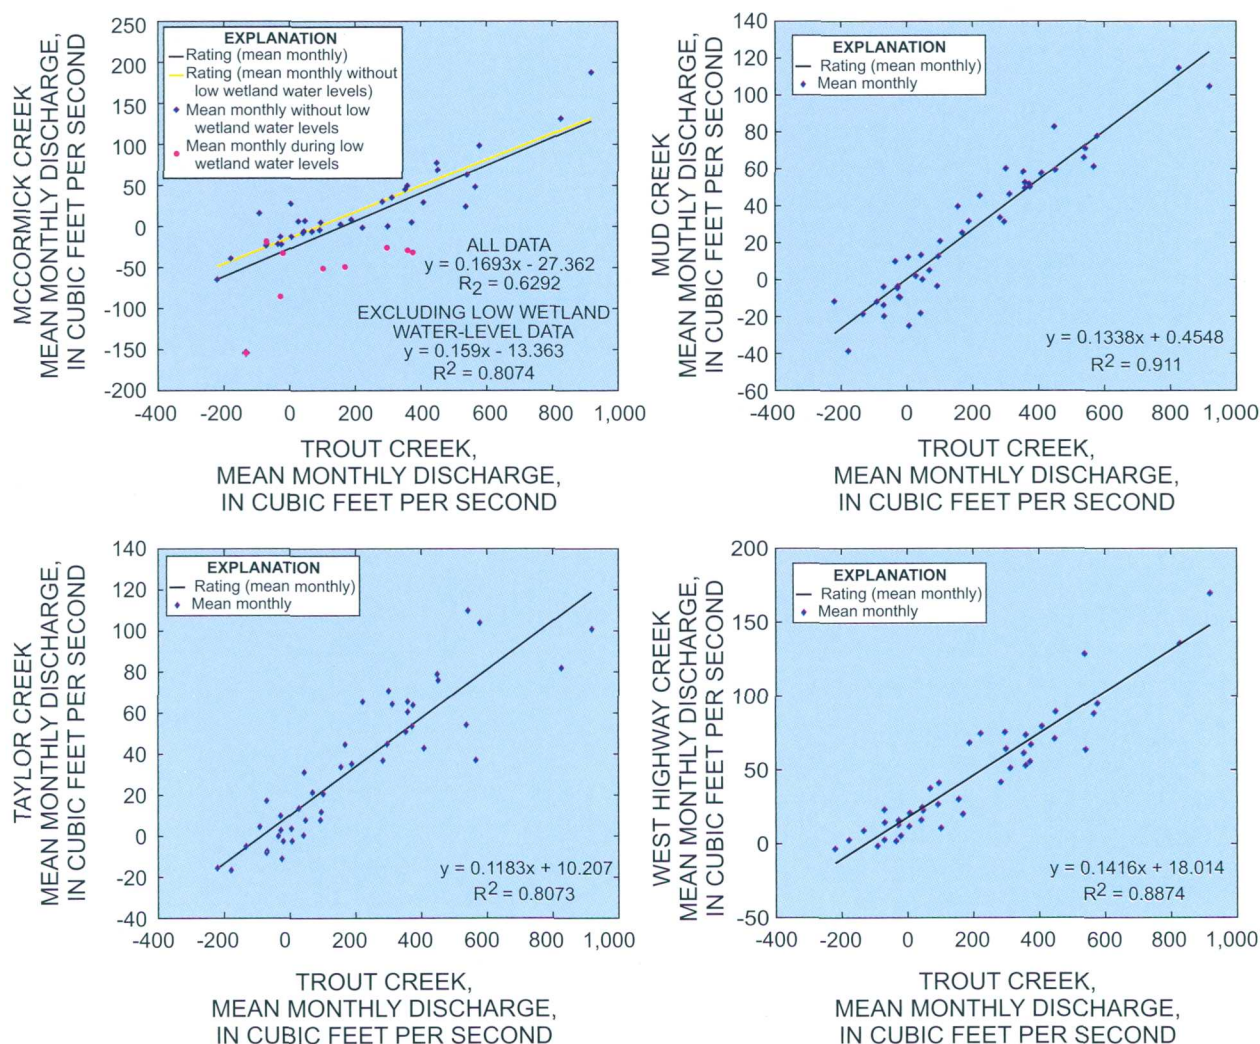 MCCORMICK CREEK
MEAN MONTHLY DISCHARGE,
IN CUBIC FEET PER SECOND
250
200
150
100
50
0
-50
-100
-150
-200
EXPLANATION
Rating (mean monthly)
Rating (mean monthly without
low wetland water levels)
Mean monthly without low
wetland water levels
Mean monthly during low
wetland water levels
ALL DATA
y = 0.1693x - 27.362
R2 = 0.6292
EXCLUDING LOW WETLAND
WATER-LEVEL DATA
y = 0.159x - 13.363
R2 = 0.8074
-400 -200 0 200 400 600 800 1,000
TROUT CREEK,
MEAN MONTHLY DISCHARGE,
IN CUBIC FEET PER SECOND
MUD CREEK
MEAN MONTHLY DISCHARGE,
IN CUBIC FEET PER SECOND
140
120
100
80
60
40
20
0
-20
-40
-60
EXPLANATION
Rating (mean monthly)
Mean monthly
y = 0.1338x + 0.4548
R2 = 0.911
-400 -200 0 200 400 600 800 1,000
TROUT CREEK,
MEAN MONTHLY DISCHARGE,
IN CUBIC FEET PER SECOND
TAYLOR CREEK
MEAN MONTHLY DISCHARGE,
IN CUBIC FEET PER SECOND
140
120
100
80
60
40
20
0
-20
-40
EXPLANATION
Rating (mean monthly)
Mean monthly
y = 0.1183x + 10.207
R2 = 0.8073
-400 -200 0 200 400 600 800 1,000
TROUT CREEK,
MEAN MONTHLY DISCHARGE,
IN CUBIC FEET PER SECOND
WEST HIGHWAY CREEK
MEAN MONTHLY DISCHARGE,
IN CUBIC FEET PER SECOND
200
150
100
50
0
-50
EXPLANATION
Rating (mean monthly)
Mean monthly
y = 0.1416x + 18.014
R2 = 0.8874
-400 -200 0 200 400 600 800 1,000
TROUT CREEK,
MEAN MONTHLY DISCHARGE,
IN CUBIC FEET PER SECOND